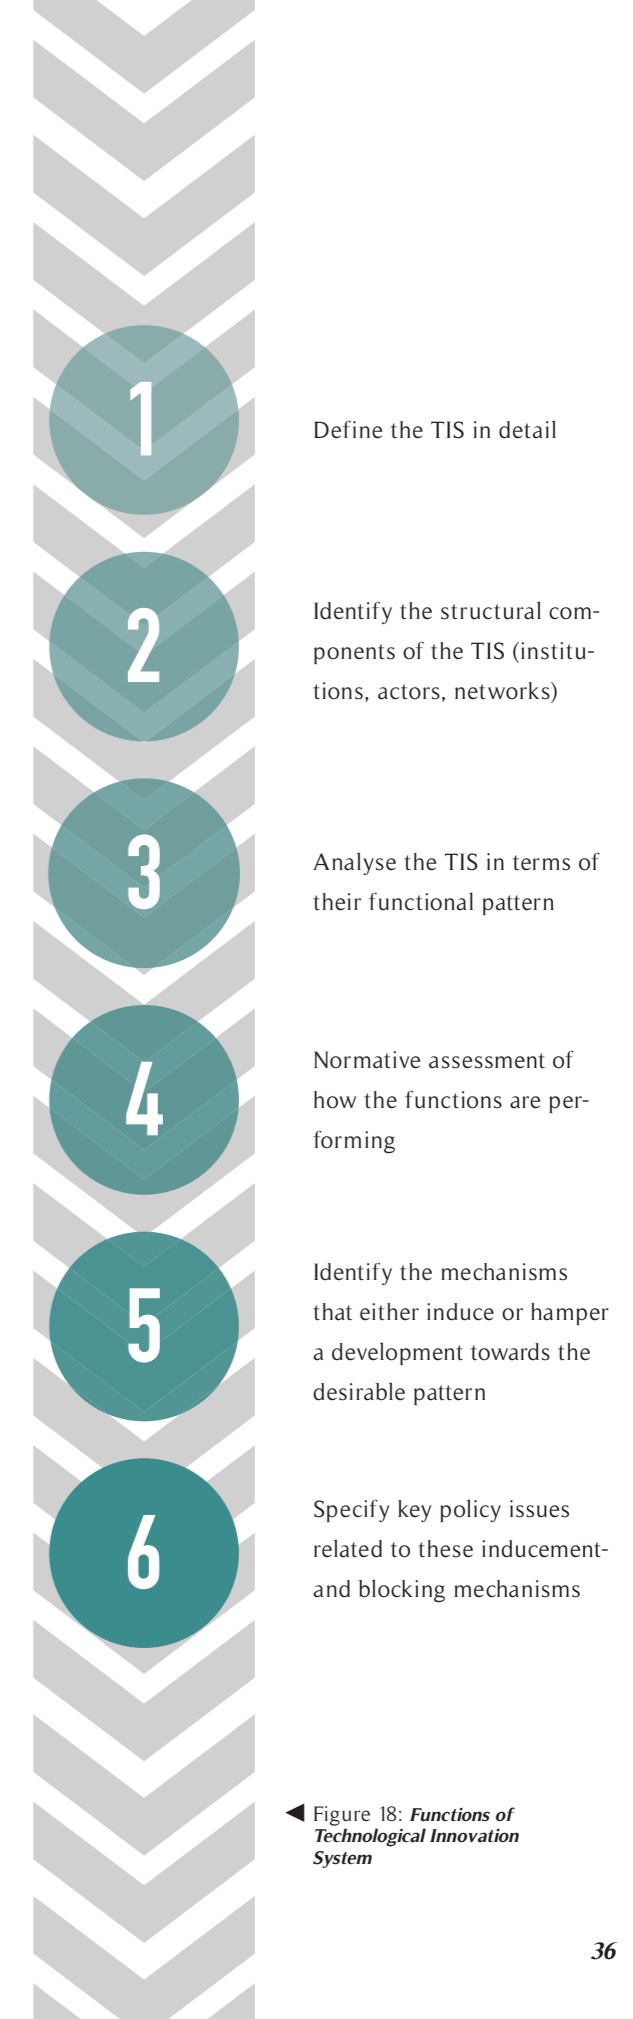 1
Define the TIS in detail
2
Identify the structural com-
ponents of the TIS (institu-
tions, actors, networks)
3
Analyse the TIS in terms of
their functional pattern
4
Normative assessment of
how the functions are per-
forming
5
Identify the mechanisms
that either induce or hamper
a development towards the
desirable pattern
6
Specify key policy issues
related to these inducement-
and blocking mechanisms
Figure 18: Functions of
Technological Innovation
System
36